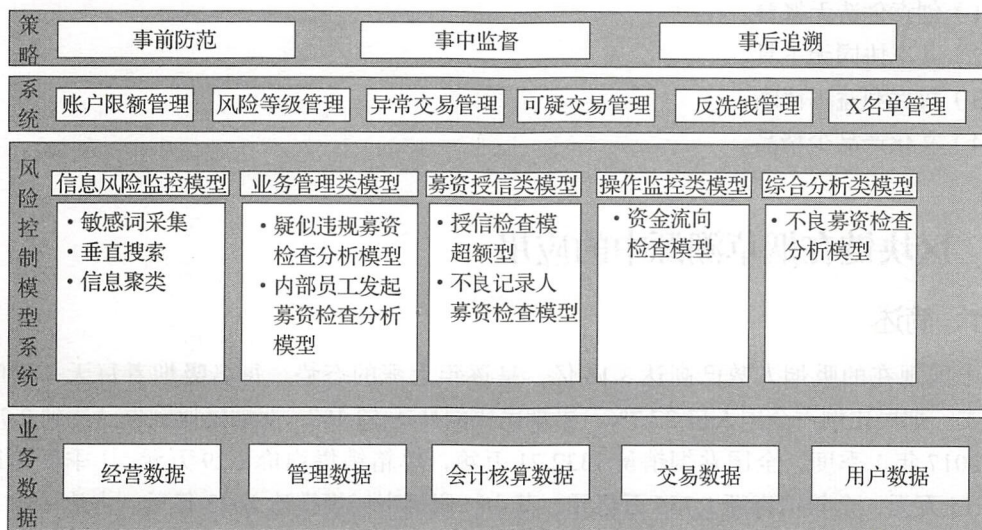 策略
事前防范
事中监督
事后追溯
系统
账户限额管理
风险等级管理
异常交易管理
可疑交易管理
反洗钱管理
X名单管理
风险控制模型系统
信息风险监控模型
·敏感词采集
·垂直搜索
·信息聚类
业务管理类模型
·疑似违规募资
检查分析模型
·内部员工发起
募资检查分析
模型
募资授信类模型
·授信检查模
超额型
·不良记录人
募资检查模型
操作监控类模型
·资金流向
检查模型
综合分析类模型
·不良募资检查
分析模型
业务数据
经营数据
管理数据
会计核算数据
交易数据
用户数据